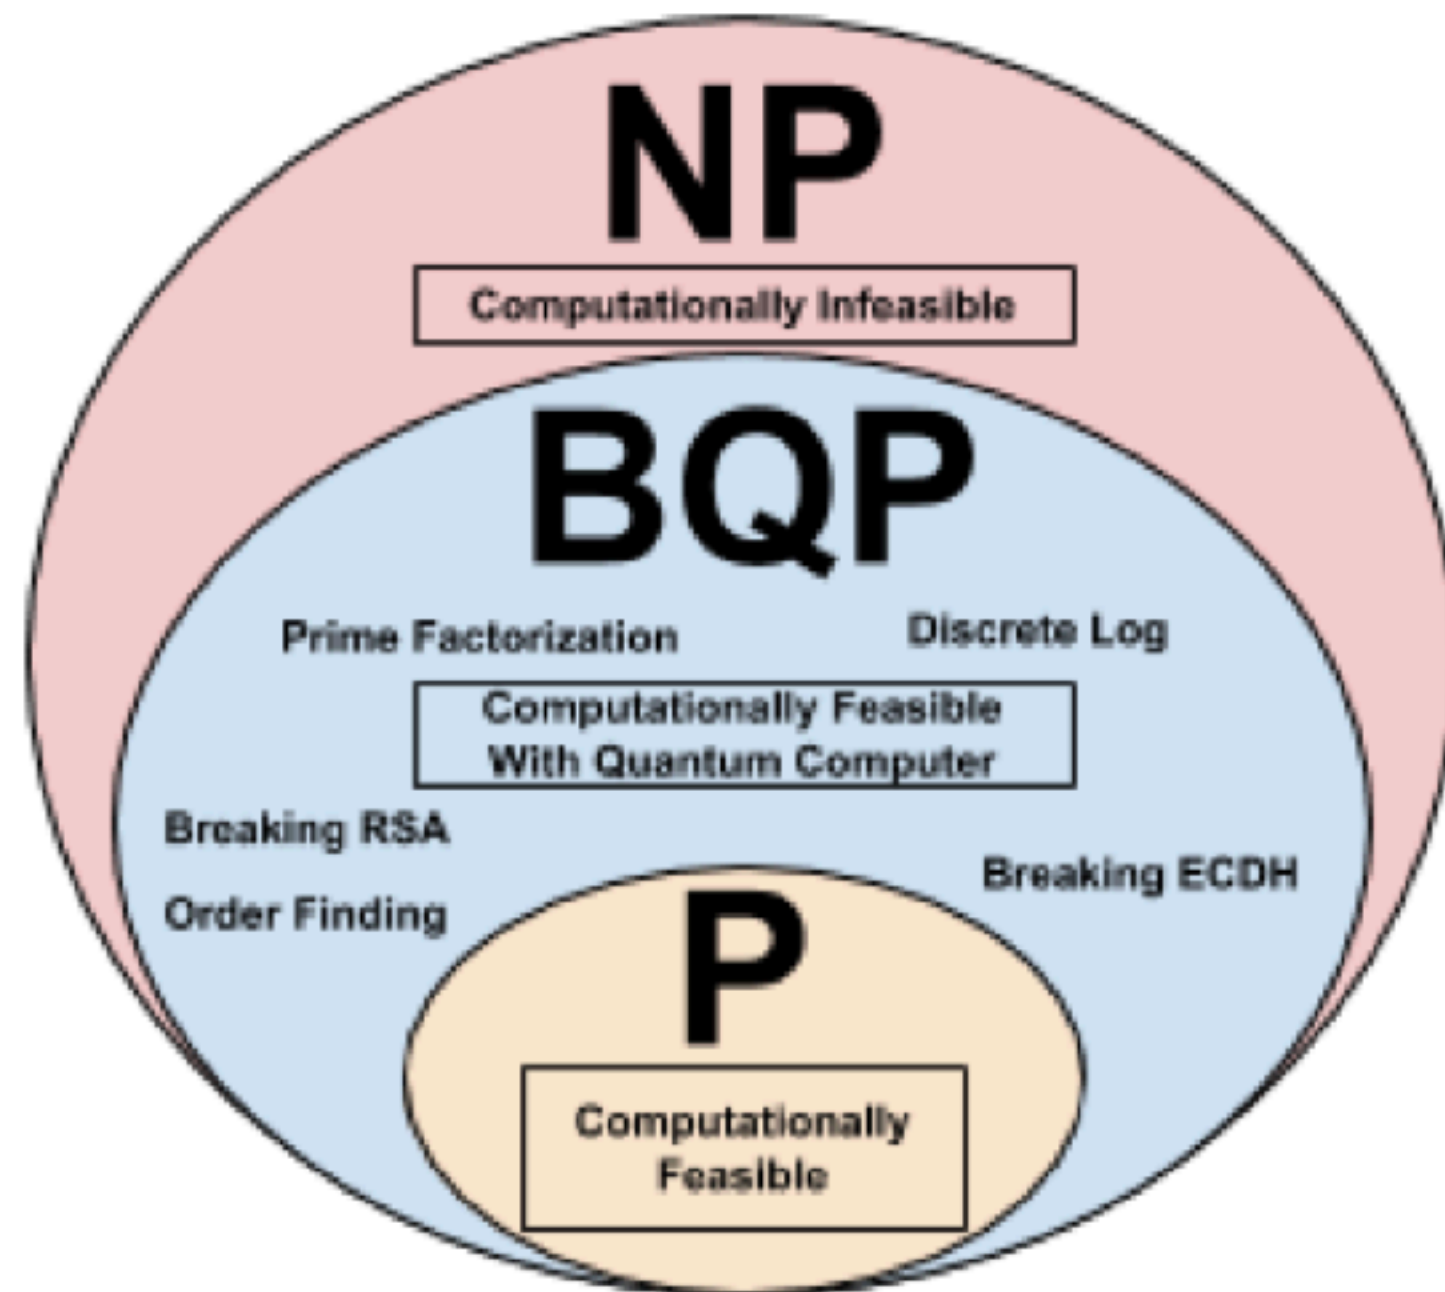 NP
Computationally Infeasible
BQP
Prime Factorization
Discrete Log
Computationally Feasible
With Quantum Computer
Breaking RSA
Breaking ECDH
Order Finding
P
Computationally
Feasible